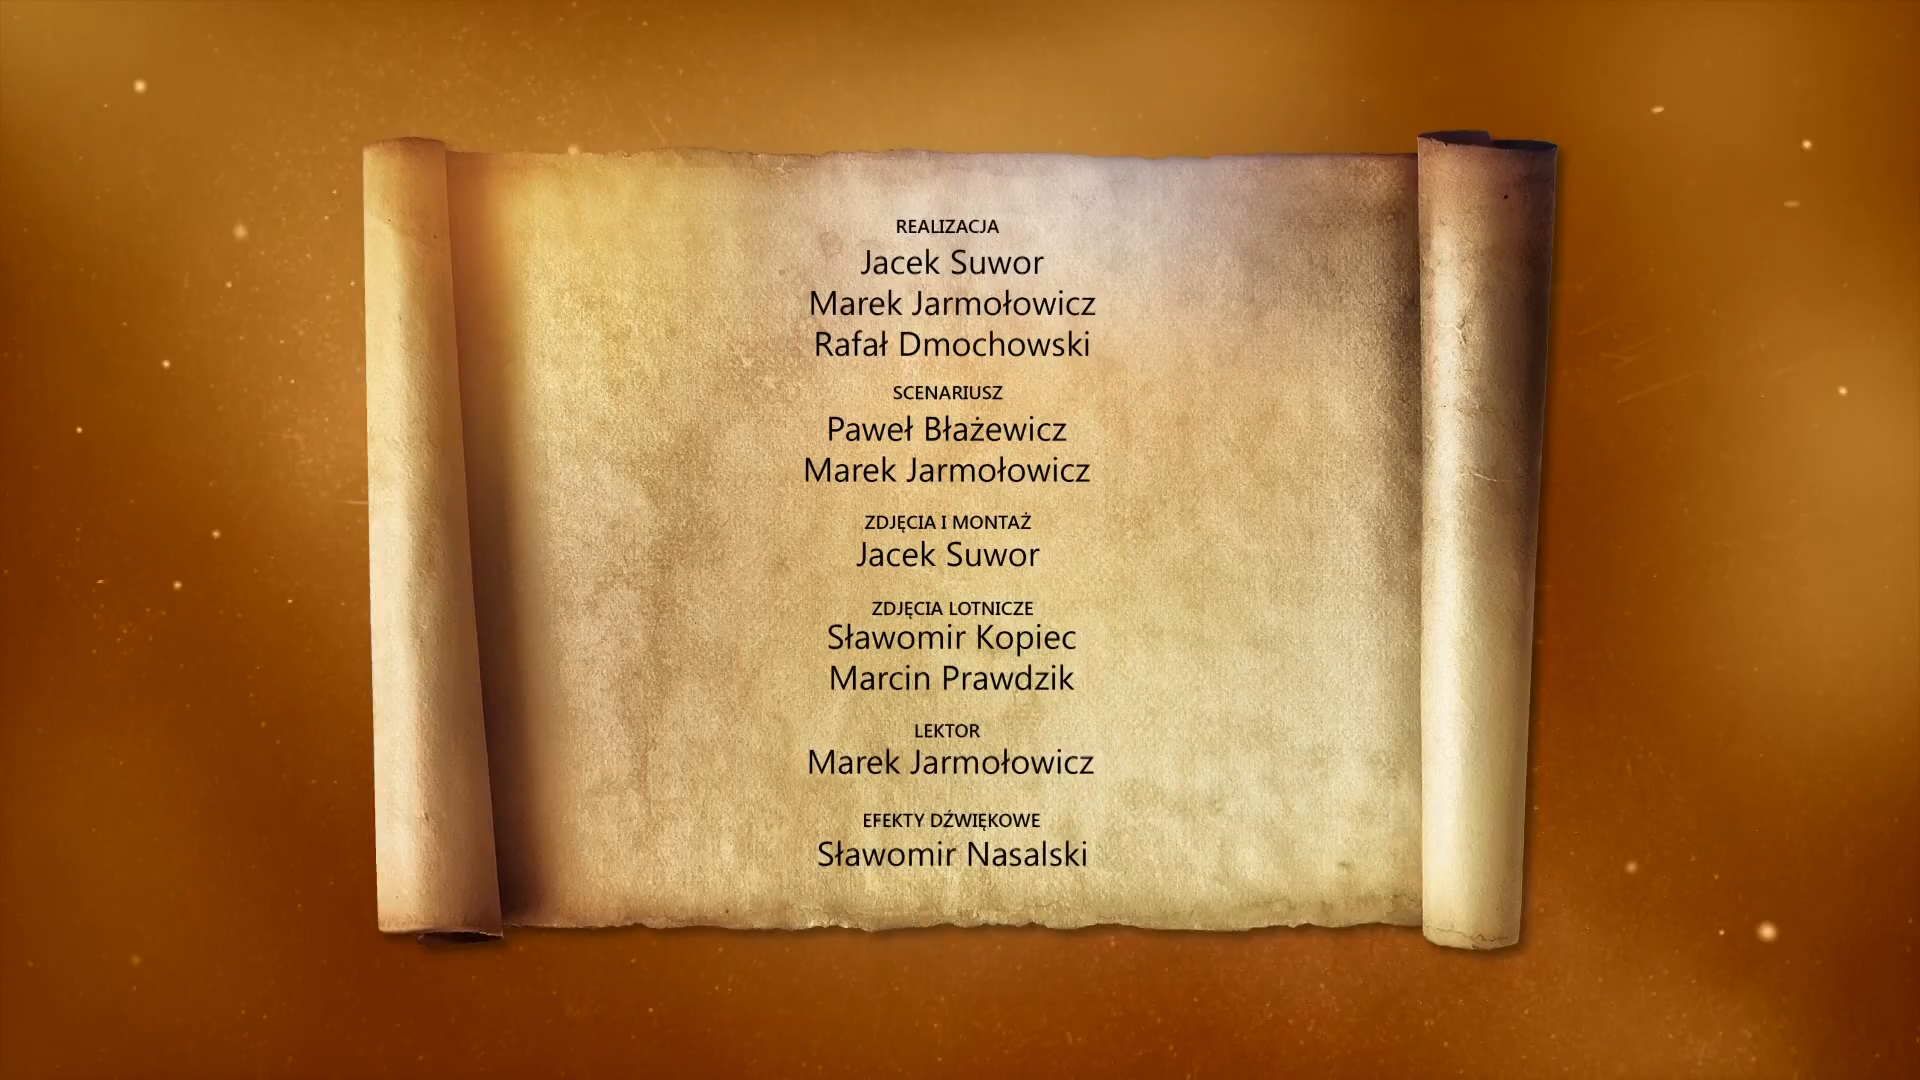 REALIZACJA
Jacek Suwor
Marek Jarmołowicz
Rafał Dmochowski
SCENARIUSZ
Paweł Błażewicz
Marek Jarmołowicz
ZDJĘCIA I MONTAŻ
Jacek Suwor
ZDJĘCIA LOTNICZE
Sławomir Kopiec
Marcin Prawdzik
LEKTOR
Marek Jarmołowicz
EFEKTY DŹWIĘKOWE
Sławomir Nasalski